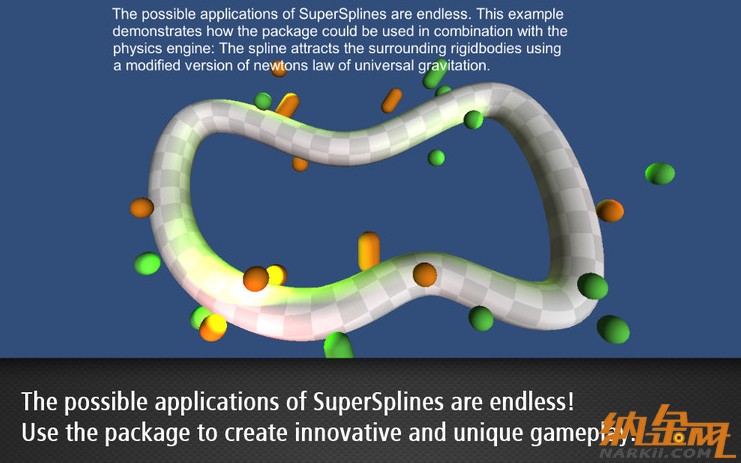 The possible applications of SuperSplines are endless. This example
demonstrates how the package could be used in combination with the
physics engine: The spline attracts the surrounding rigidbodies using
a modified version of newtons law of universal gravitation.
The possible applications of SuperSplines are endless!
Use the package to create innovative and unique gameplay.
纳金网
NARKII.COM